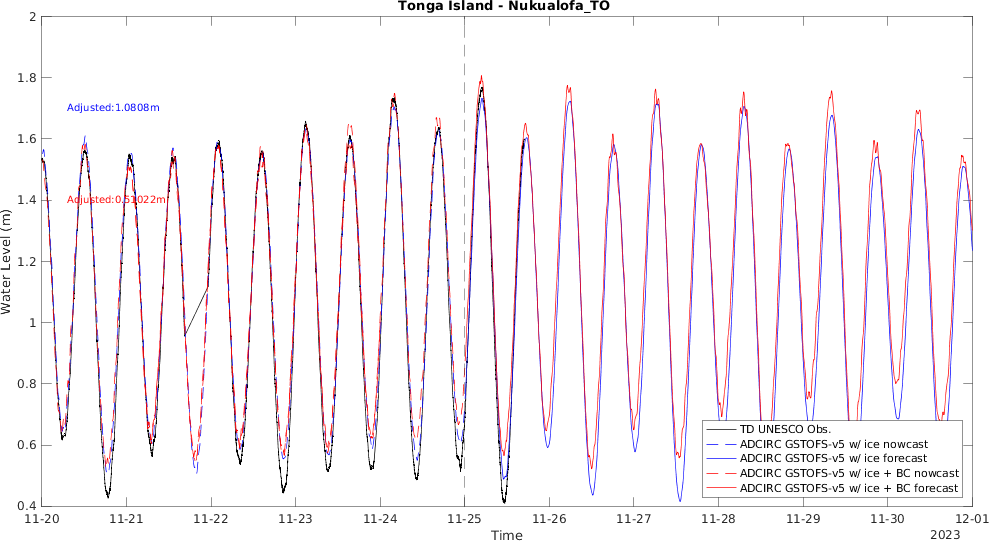 Tonga Island - Nukualofa_TO
2
1.8
1.6
1.4
1.2
1
0.8
0.6
0.4
Water Level (m)
Adjusted:1.0808m
Adjusted:0.51022m
TD UNESCO Obs.
ADCIRC GSTOFS-v5 w/ ice nowcast
ADCIRC GSTOFS-v5 w/ ice forecast
ADCIRC GSTOFS-v5 w/ ice + BC nowcast
ADCIRC GSTOFS-v5 w/ ice + BC forecast
11-20 11-21 11-22 11-23 11-24 11-25 11-26 11-27 11-28 11-29 11-30 12-01
Time
2023